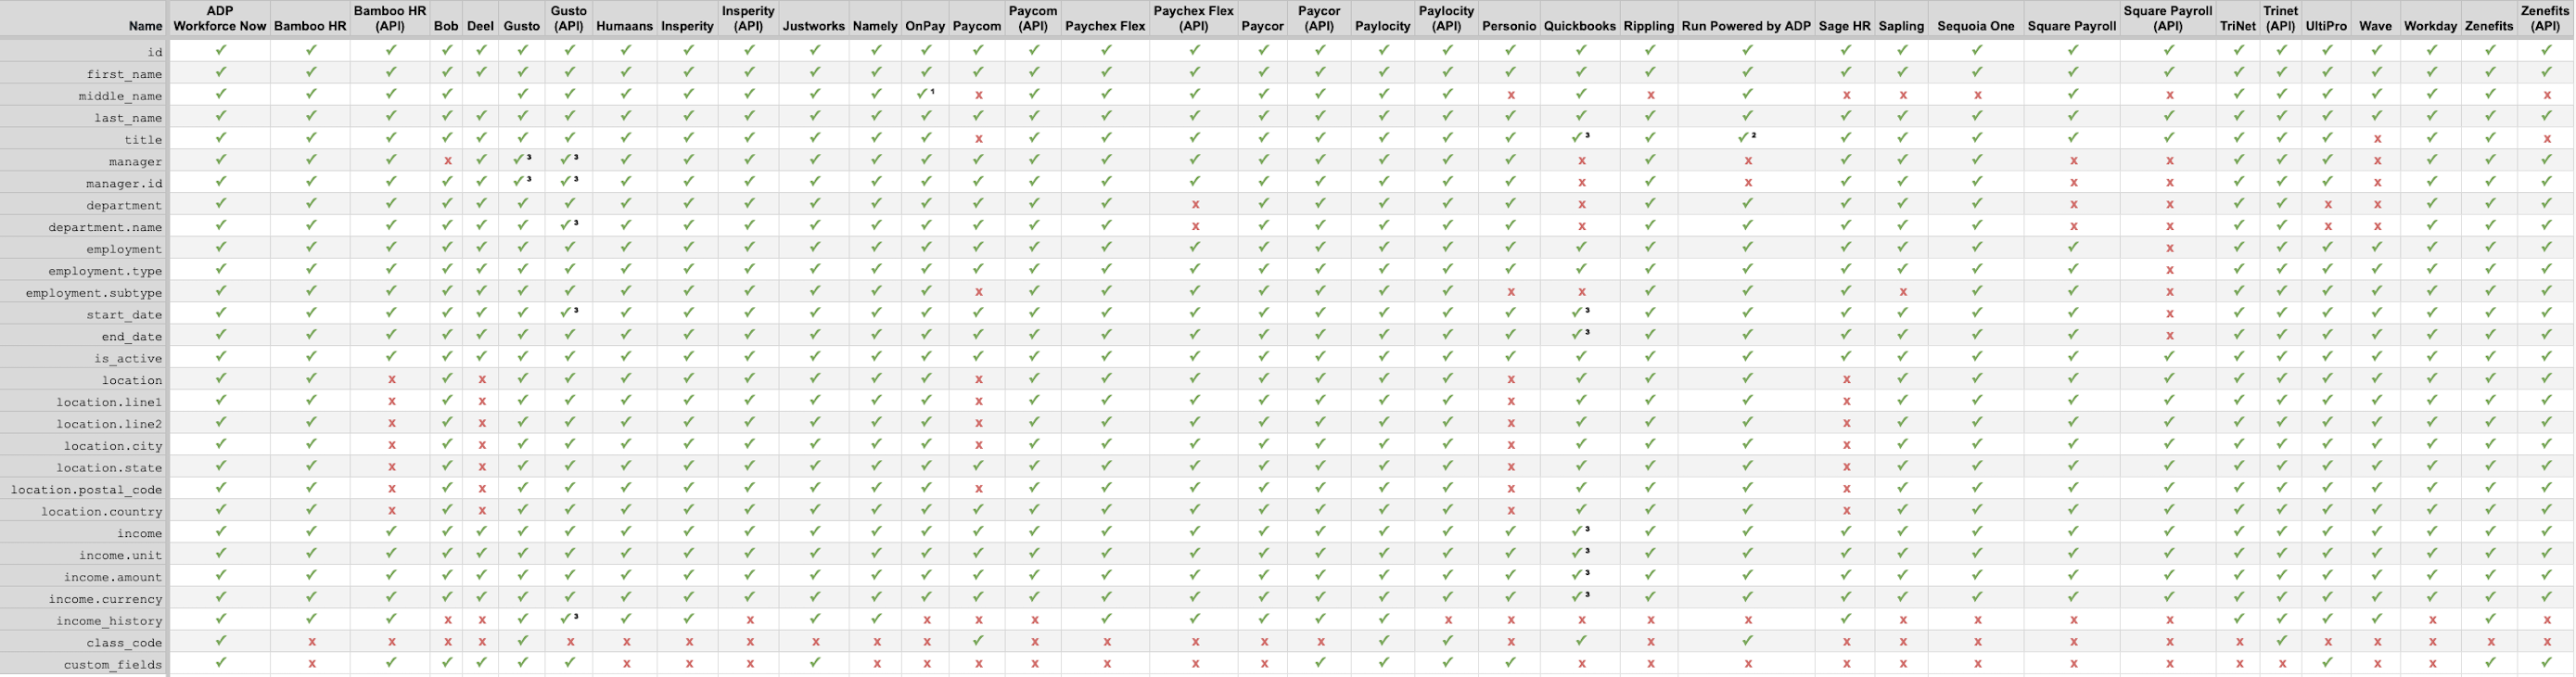 Name ADP Workforce Now Bamboo HR Bamboo HR (API) Bob Deel Gusto Gusto (API) Humaans Insperity Insperity (API) Justworks Namely OnPay Paycom Paycom (API) Paychex Flex Paychex Flex (API) Paycor Paycor (API) Paylocity Paylocity (API) Personio Quickbooks Rippling Run Powered by ADP Sage HR Sapling Sequoia One Square Payroll Square Payroll (API) TriNet Trinet (API) UltiPro Wave Workday Zenefits Zenefits (API)
id ✓ ✓ ✓ ✓ ✓ ✓ ✓ ✓ ✓ ✓ ✓ ✓ ✓ ✓ ✓ ✓ ✓ ✓ ✓ ✓ ✓ ✓ ✓ ✓ ✓ ✓ ✓ ✓ ✓ ✓ ✓ ✓ ✓ ✓ ✓ ✓ ✓
first_name ✓ ✓ ✓ ✓ ✓ ✓ ✓ ✓ ✓ ✓ ✓ ✓ ✓ ✓ ✓ ✓ ✓ ✓ ✓ ✓ ✓ ✓ ✓ ✓ ✓ ✓ ✓ ✓ ✓ ✓ ✓ ✓ ✓ ✓ ✓ ✓ ✓
middle_name ✓ ✓ ✓ ✓ ✓ ✓ ✓ ✓ ✓ ✓ ✓ ✓¹ x ✓ ✓ ✓ ✓ ✓ ✓ ✓ x ✓ x ✓ x x x ✓ x ✓ ✓ ✓ ✓ ✓ ✓ x
last_name ✓ ✓ ✓ ✓ ✓ ✓ ✓ ✓ ✓ ✓ ✓ ✓ ✓ ✓ ✓ ✓ ✓ ✓ ✓ ✓ ✓ ✓ ✓ ✓ ✓ ✓ ✓ ✓ ✓ ✓ ✓ ✓ ✓ ✓ ✓ ✓ ✓
title ✓ ✓ ✓ ✓ ✓ ✓ ✓ ✓ ✓ ✓ ✓ ✓ ✓ x ✓ ✓ ✓ ✓ ✓ ✓ ✓ ✓ ✓³ ✓ ✓² ✓ ✓ ✓ ✓ ✓ ✓ ✓ ✓ x ✓ ✓ x
manager ✓ ✓ ✓ x ✓ ✓³ ✓³ ✓ ✓ ✓ ✓ ✓ ✓ ✓ ✓ ✓ ✓ ✓ ✓ ✓ ✓ ✓ x ✓ x ✓ ✓ ✓ x x ✓ ✓ ✓ x ✓ ✓ ✓
manager.id ✓ ✓ ✓ ✓ ✓ ✓³ ✓³ ✓ ✓ ✓ ✓ ✓ ✓ ✓ ✓ ✓ ✓ ✓ ✓ ✓ ✓ ✓ x ✓ x ✓ ✓ ✓ x x ✓ ✓ ✓ x ✓ ✓ ✓
department ✓ ✓ ✓ ✓ ✓ ✓ ✓ ✓ ✓ ✓ ✓ ✓ ✓ ✓ ✓ ✓ x ✓ ✓ ✓ ✓ ✓ x ✓ ✓ ✓ ✓ ✓ x x ✓ ✓ x x ✓ ✓ ✓
department.name ✓ ✓ ✓ ✓ ✓ ✓ ✓³ ✓ ✓ ✓ ✓ ✓ ✓ ✓ ✓ ✓ x ✓ ✓ ✓ ✓ ✓ x ✓ ✓ ✓ ✓ ✓ x x ✓ ✓ x x ✓ ✓ ✓
employment ✓ ✓ ✓ ✓ ✓ ✓ ✓ ✓ ✓ ✓ ✓ ✓ ✓ ✓ ✓ ✓ ✓ ✓ ✓ ✓ ✓ ✓ ✓ ✓ ✓ ✓ ✓ ✓ ✓ x ✓ ✓ ✓ ✓ ✓ ✓ ✓
employment.type ✓ ✓ ✓ ✓ ✓ ✓ ✓ ✓ ✓ ✓ ✓ ✓ ✓ ✓ ✓ ✓ ✓ ✓ ✓ ✓ ✓ ✓ ✓ ✓ ✓ ✓ ✓ ✓ ✓ x ✓ ✓ ✓ ✓ ✓ ✓ ✓
employment.subtype ✓ ✓ ✓ ✓ ✓ ✓ ✓ ✓ ✓ ✓ ✓ ✓ ✓ x ✓ ✓ ✓ ✓ ✓ ✓ ✓ x x ✓ ✓ ✓ x ✓ ✓ x ✓ ✓ ✓ ✓ ✓ ✓ ✓
start_date ✓ ✓ ✓ ✓ ✓ ✓ ✓³ ✓ ✓ ✓ ✓ ✓ ✓ ✓ ✓ ✓ ✓ ✓ ✓ ✓ ✓ ✓ ✓³ ✓ ✓ ✓ ✓ ✓ ✓ x ✓ ✓ ✓ ✓ ✓ ✓ ✓
end_date ✓ ✓ ✓ ✓ ✓ ✓ ✓ ✓ ✓ ✓ ✓ ✓ ✓ ✓ ✓ ✓ ✓ ✓ ✓ ✓ ✓ ✓ ✓³ ✓ ✓ ✓ ✓ ✓ ✓ x ✓ ✓ ✓ ✓ ✓ ✓ ✓
is_active ✓ ✓ ✓ ✓ ✓ ✓ ✓ ✓ ✓ ✓ ✓ ✓ ✓ ✓ ✓ ✓ ✓ ✓ ✓ ✓ ✓ ✓ ✓ ✓ ✓ ✓ ✓ ✓ ✓ ✓ ✓ ✓ ✓ ✓ ✓ ✓ ✓
location ✓ ✓ x ✓ x ✓ ✓ ✓ ✓ ✓ ✓ ✓ ✓ x ✓ ✓ ✓ ✓ ✓ ✓ ✓ x ✓ ✓ ✓ x ✓ ✓ ✓ ✓ ✓ ✓ ✓ ✓ ✓ ✓ ✓
location.line1 ✓ ✓ x ✓ x ✓ ✓ ✓ ✓ ✓ ✓ ✓ ✓ x ✓ ✓ ✓ ✓ ✓ ✓ ✓ x ✓ ✓ ✓ x ✓ ✓ ✓ ✓ ✓ ✓ ✓ ✓ ✓ ✓ ✓
location.line2 ✓ ✓ x ✓ x ✓ ✓ ✓ ✓ ✓ ✓ ✓ ✓ x ✓ ✓ ✓ ✓ ✓ ✓ ✓ x ✓ ✓ ✓ x ✓ ✓ ✓ ✓ ✓ ✓ ✓ ✓ ✓ ✓ ✓
location.city ✓ ✓ x ✓ x ✓ ✓ ✓ ✓ ✓ ✓ ✓ ✓ x ✓ ✓ ✓ ✓ ✓ ✓ ✓ x ✓ ✓ ✓ x ✓ ✓ ✓ ✓ ✓ ✓ ✓ ✓ ✓ ✓ ✓
location.state ✓ ✓ x ✓ x ✓ ✓ ✓ ✓ ✓ ✓ ✓ ✓ ✓ ✓ ✓ ✓ ✓ ✓ ✓ ✓ x ✓ ✓ ✓ x ✓ ✓ ✓ ✓ ✓ ✓ ✓ ✓ ✓ ✓ ✓
location.postal_code ✓ ✓ x ✓ x ✓ ✓ ✓ ✓ ✓ ✓ ✓ ✓ x ✓ ✓ ✓ ✓ ✓ ✓ ✓ x ✓ ✓ ✓ x ✓ ✓ ✓ ✓ ✓ ✓ ✓ ✓ ✓ ✓ ✓
location.country ✓ ✓ x ✓ x ✓ ✓ ✓ ✓ ✓ ✓ ✓ ✓ ✓ ✓ ✓ ✓ ✓ ✓ ✓ ✓ x ✓ ✓ ✓ x ✓ ✓ ✓ ✓ ✓ ✓ ✓ ✓ ✓ ✓ ✓
income ✓ ✓ ✓ ✓ ✓ ✓ ✓ ✓ ✓ ✓ ✓ ✓ ✓ ✓ ✓ ✓ ✓ ✓ ✓ ✓ ✓ ✓ ✓³ ✓ ✓ ✓ ✓ ✓ ✓ ✓ ✓ ✓ ✓ ✓ ✓ ✓ ✓
income.unit ✓ ✓ ✓ ✓ ✓ ✓ ✓ ✓ ✓ ✓ ✓ ✓ ✓ ✓ ✓ ✓ ✓ ✓ ✓ ✓ ✓ ✓ ✓³ ✓ ✓ ✓ ✓ ✓ ✓ ✓ ✓ ✓ ✓ ✓ ✓ ✓ ✓
income.amount ✓ ✓ ✓ ✓ ✓ ✓ ✓ ✓ ✓ ✓ ✓ ✓ ✓ ✓ ✓ ✓ ✓ ✓ ✓ ✓ ✓ ✓ ✓³ ✓ ✓ ✓ ✓ ✓ ✓ ✓ ✓ ✓ ✓ ✓ ✓ ✓ ✓
income.currency ✓ ✓ ✓ ✓ ✓ ✓ ✓ ✓ ✓ ✓ ✓ ✓ ✓ ✓ ✓ ✓ ✓ ✓ ✓ ✓ ✓ ✓ ✓³ ✓ ✓ ✓ ✓ ✓ ✓ ✓ ✓ ✓ ✓ ✓ ✓ ✓ ✓
income_history ✓ ✓ ✓ x x ✓ ✓³ ✓ ✓ x ✓ ✓ x x x ✓ ✓ ✓ ✓ ✓ x x x x x ✓ x x x x ✓ ✓ ✓ ✓ x ✓ x
class_code ✓ x x x x ✓ x x x x x x x ✓ x x x x x ✓ ✓ x ✓ x ✓ x x x x x x ✓ x x x x x
custom_fields ✓ x ✓ ✓ ✓ ✓ ✓ x x x ✓ x x x x x x x ✓ ✓ ✓ ✓ x x x x x x x x x x ✓ x x ✓ ✓